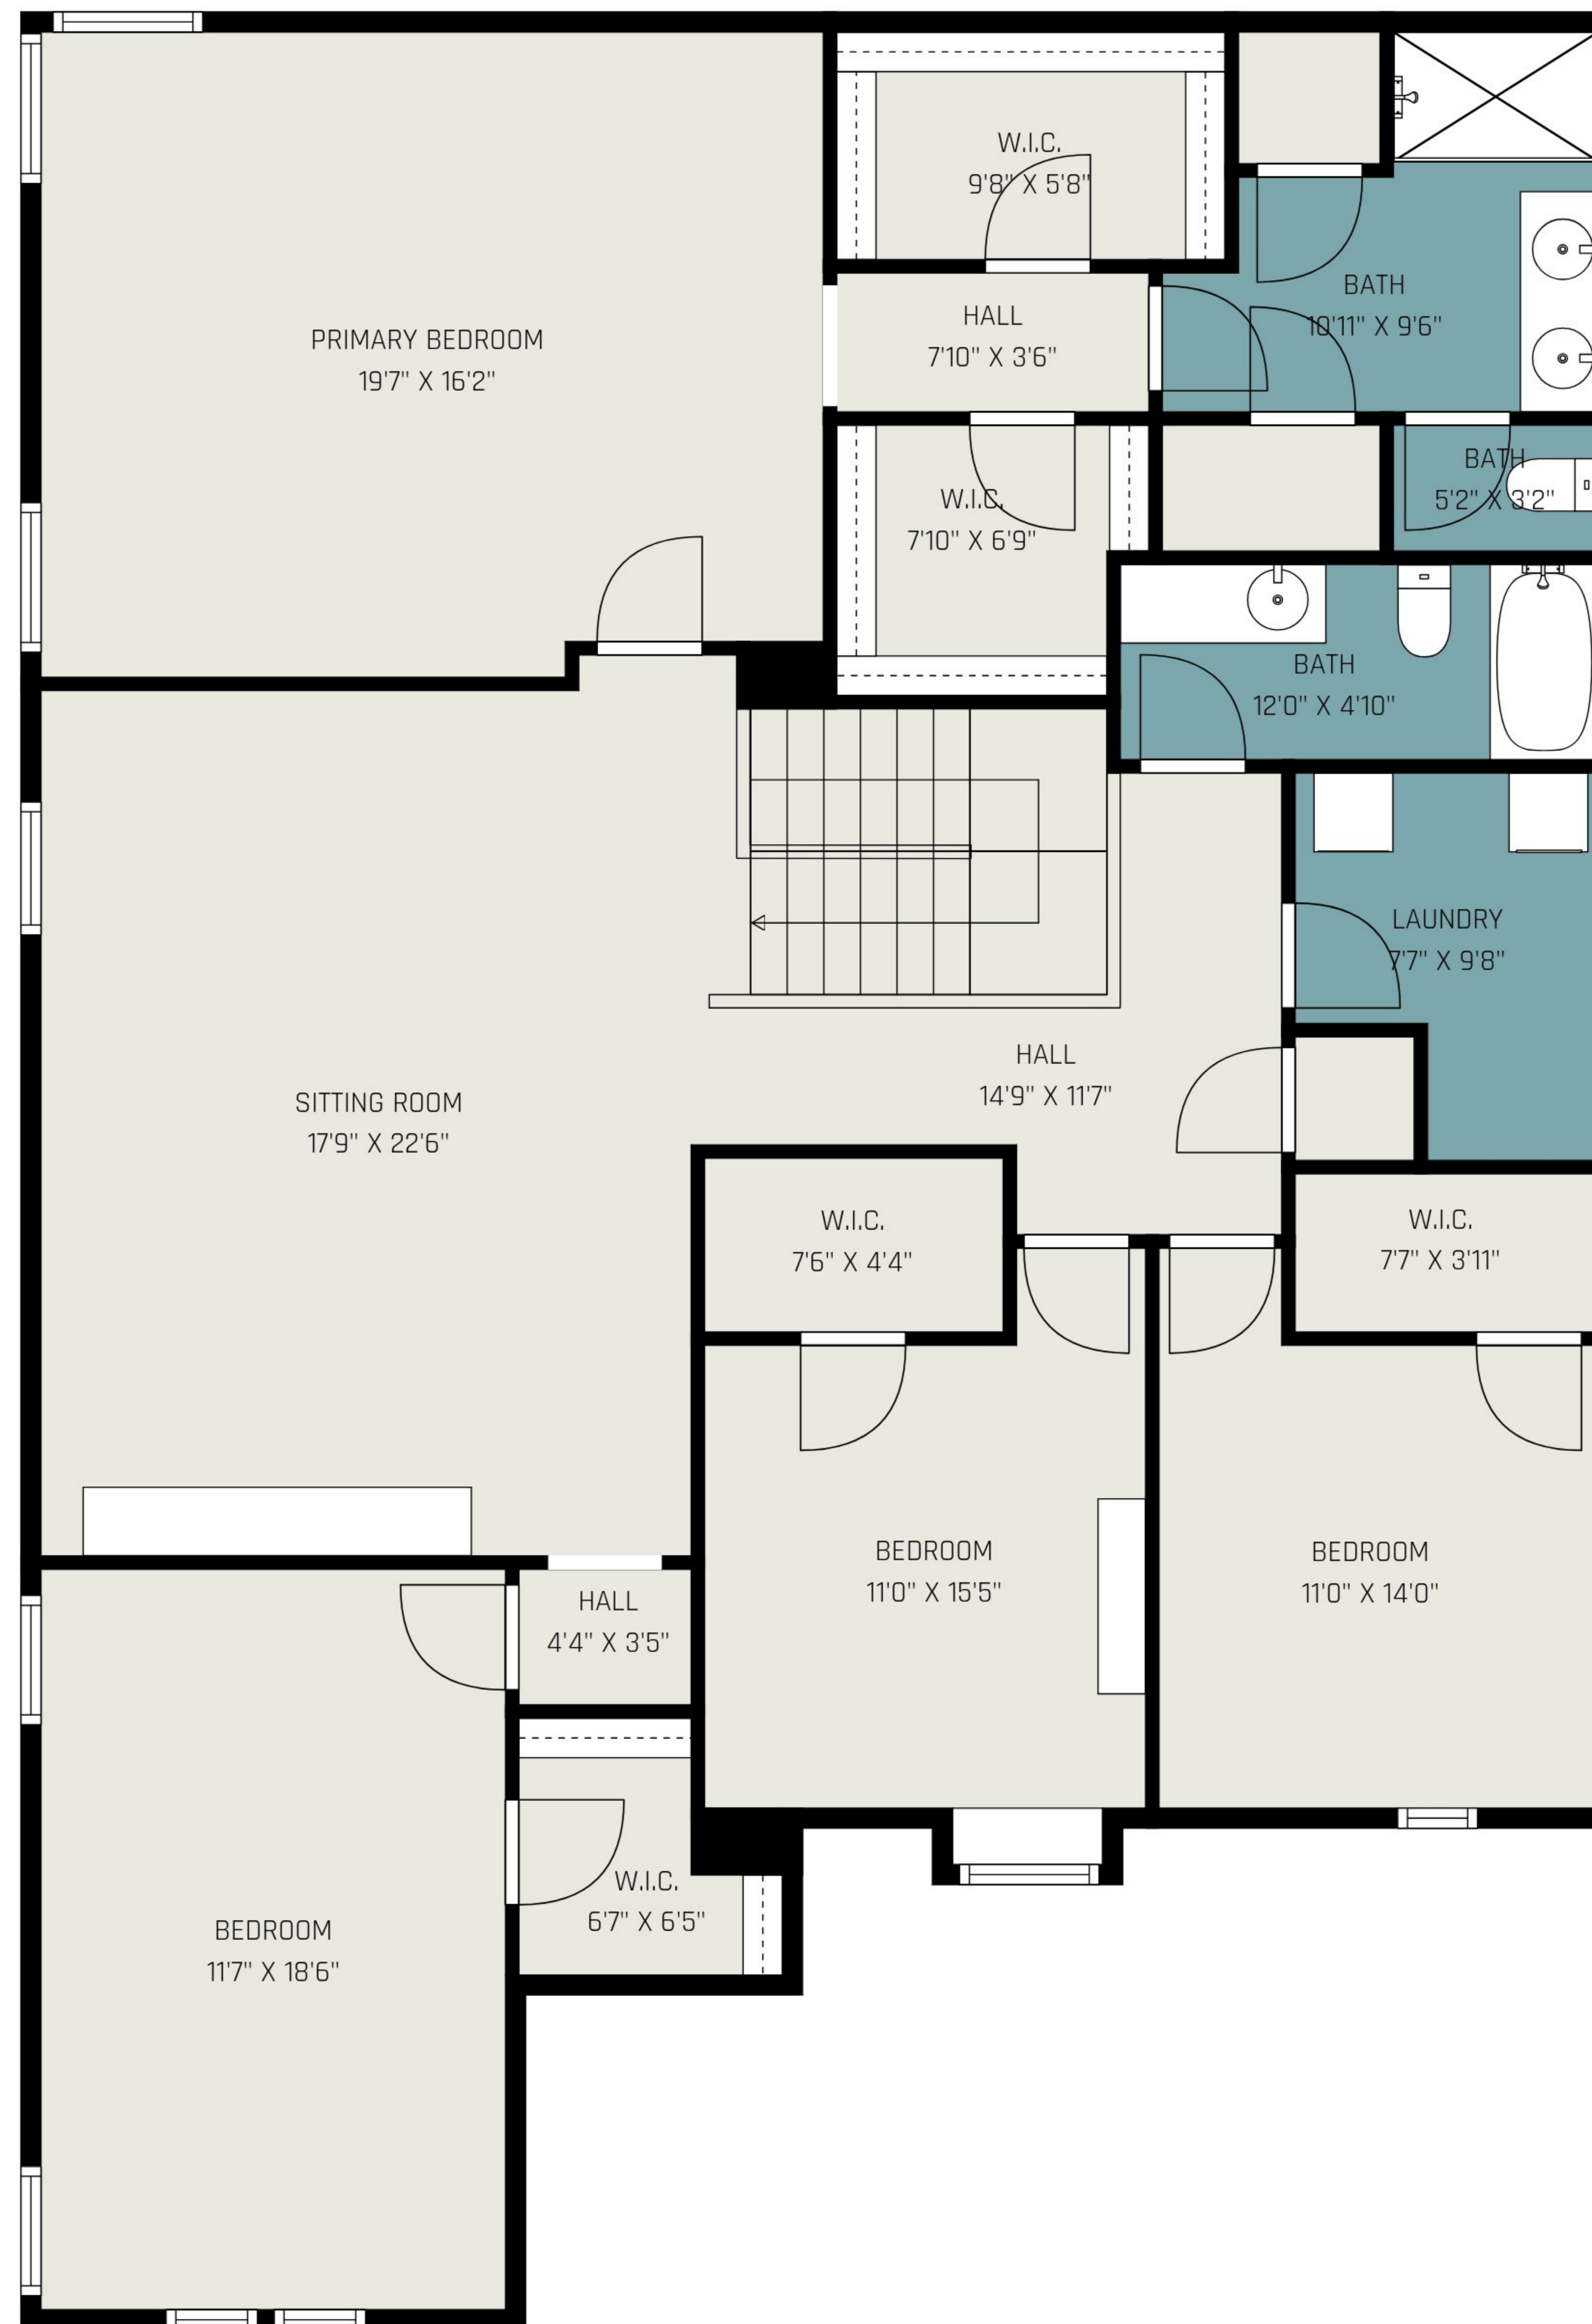 W.I.C.
9'8" X 5'8"
BATH
10'11" X 9'6"
HALL
7'10" X 3'6"
PRIMARY BEDROOM
19'7" X 16'2"
BATH
5'2" X 3'2"
W.I.C.
7'10" X 6'9"
BATH
12'0" X 4'10"
LAUNDRY
7'7" X 9'8"
HALL
14'9" X 11'7"
SITTING ROOM
17'9" X 22'6"
W.I.C.
7'6" X 4'4"
W.I.C.
7'7" X 3'11"
BEDROOM
11'0" X 15'5"
BEDROOM
11'0" X 14'0"
HALL
4'4" X 3'5"
W.I.C.
6'7" X 6'5"
BEDROOM
11'7" X 18'6"